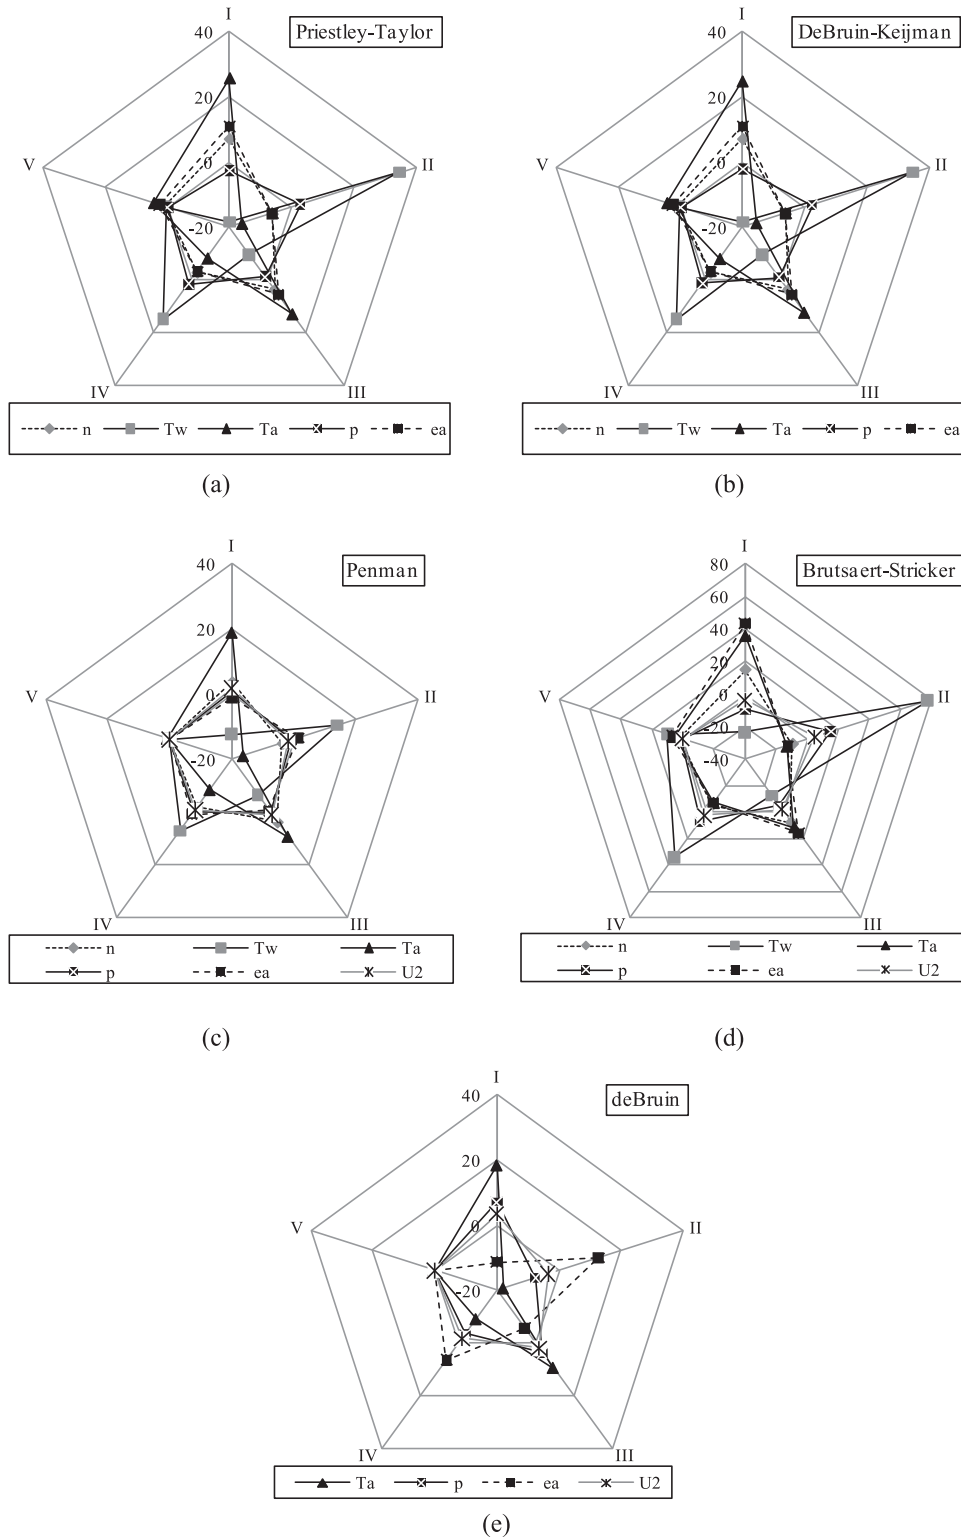 I
40
Priestley-Taylor
20
0
-20
V
II
IV
III
n Tw Ta p ea
(a)
I
40
DeBruin-Keijman
20
0
-20
V
II
IV
III
n Tw Ta p ea
(b)
I
40
Penman
20
0
-20
V
II
IV
III
n Tw Ta
p ea U2
(c)
I
80
Brutsaert-Stricker
60
40
20
0
-20
-40
V
II
IV
III
n Tw Ta
p ea U2
(d)
I
40
deBruin
20
0
-20
V
II
IV
III
Ta p ea U2
(e)